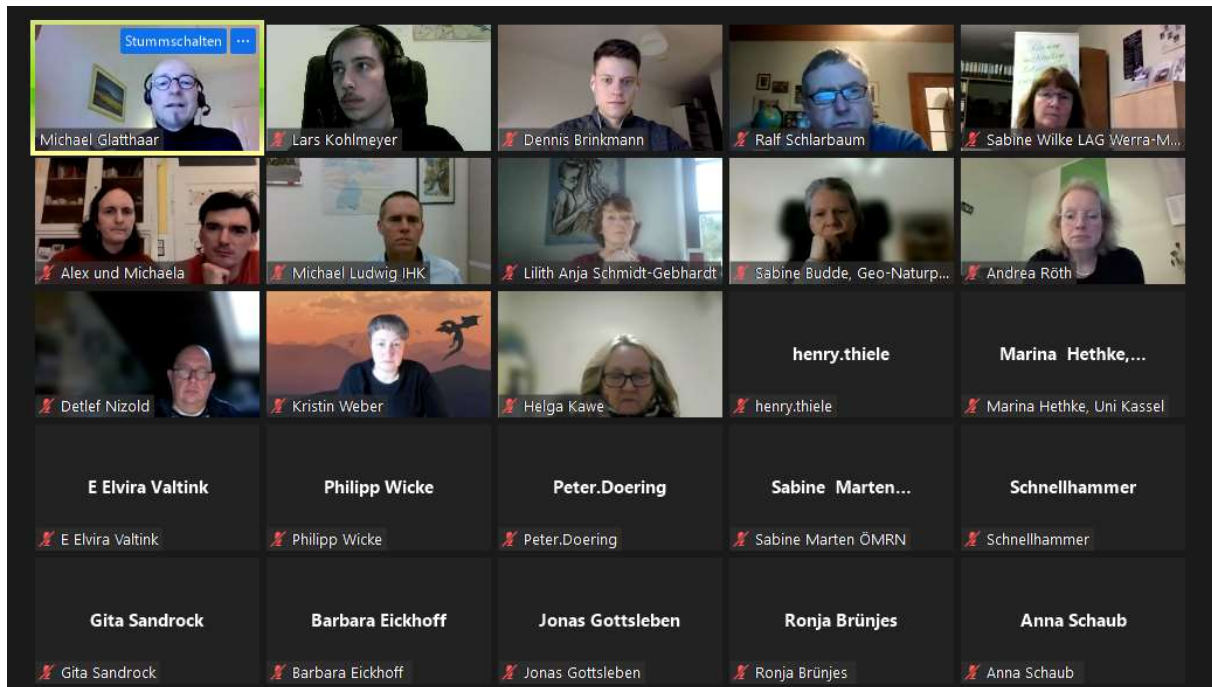 Stummschalten ...
Michael Glatthaar
Lars Kohlmeyer
Dennis Brinkmann
Ralf Schlarbaum
Sabine Wilke LAG Werra-M...
Alex und Michaela
Michael Ludwig IHK
Lilith Anja Schmidt-Gebhardt
Sabine Budde, Geo-Naturp...
Andrea Röth
Detlef Nizold
Kristin Weber
Helga Kawe
henry.thiele
henry.thiele
Marina Hethke,...
Marina Hethke, Uni Kassel
E Elvira Valtink
E Elvira Valtink
Philipp Wicke
Philipp Wicke
Peter.Doering
Peter.Doering
Sabine Marten...
Sabine Marten ÖMRN
Schnellhammer
Schnellhammer
Gita Sandrock
Gita Sandrock
Barbara Eickhoff
Barbara Eickhoff
Jonas Gottsleben
Jonas Gottsleben
Ronja Brünjes
Ronja Brünjes
Anna Schaub
Anna Schaub